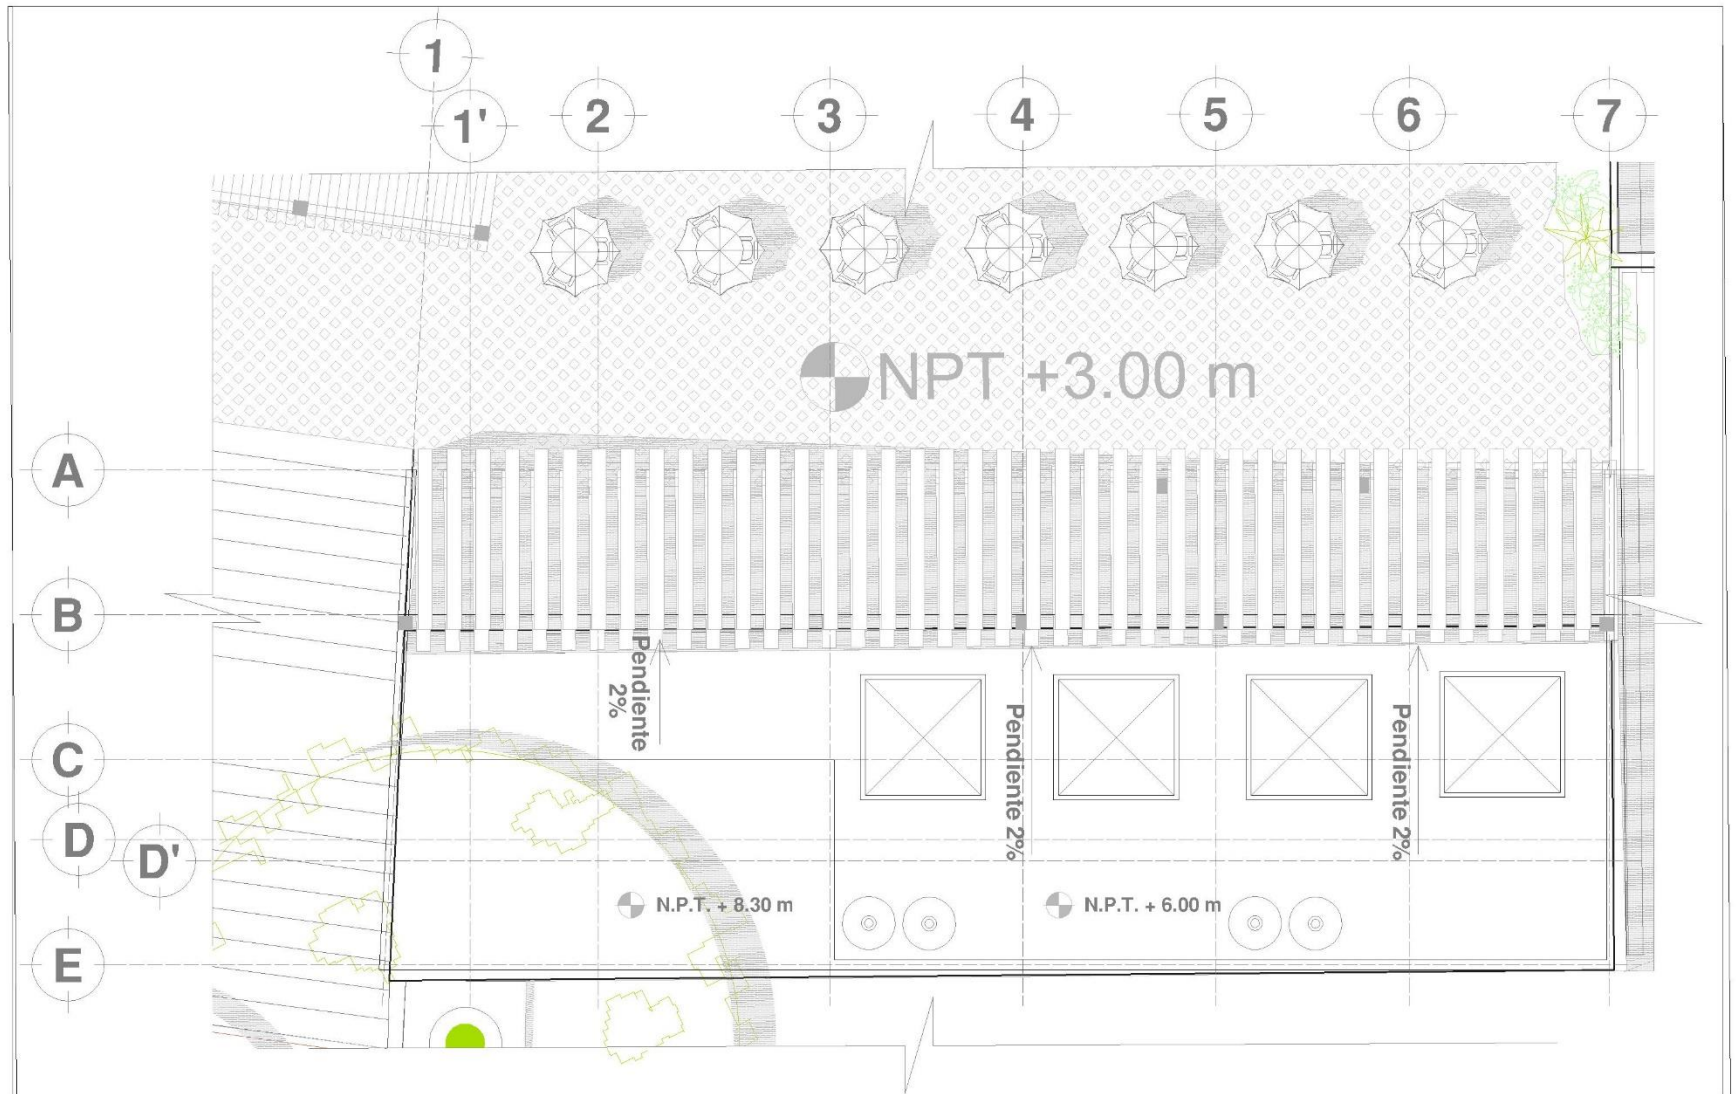 1
1'
2
3
4
5
6
7
NPT +3.00 m
A
B
Pendiente
2%
Pendiente 2%
Pendiente 2%
C
D
D'
N.P.T. + 8.30 m
N.P.T. + 6.00 m
E